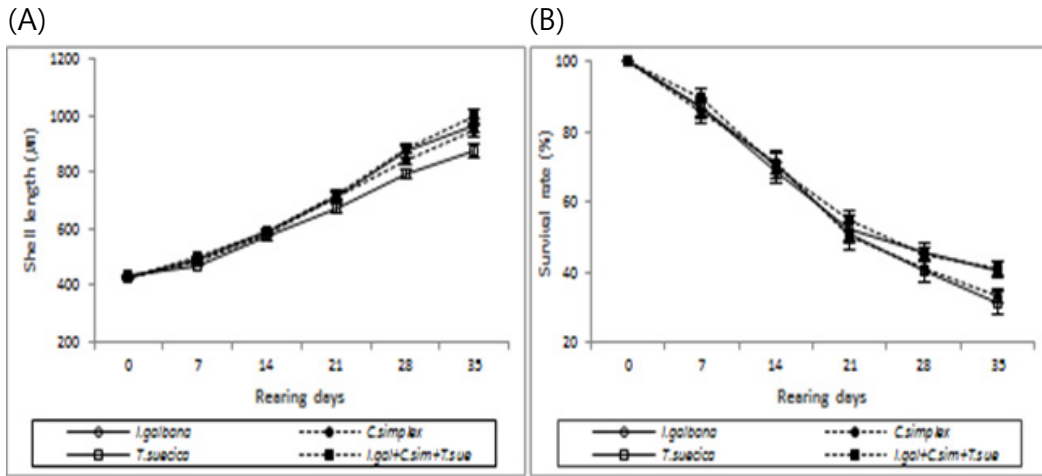 (A)
(B)
1200
1000
800
600
400
200
Shell length (㎛)
0 7 14 21 28 35
Rearing days
I.galbana
C.simplex
T.suecica
I.gal+C.sim+T.sue
100
80
60
40
20
Survival rate (%)
0 7 14 21 28 35
Rearing days
I.galbana
C.simplex
T.suecica
I.gal+C.sim+T.sue